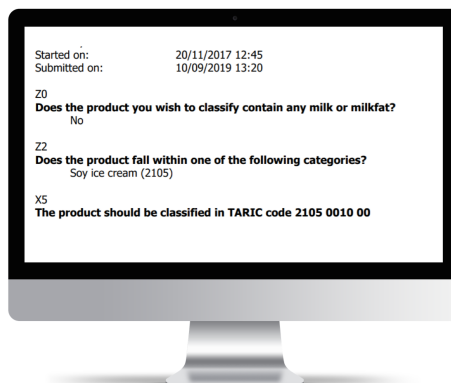 Started on: 20/11/2017 12:45
Submitted on: 10/09/2019 13:20
Z0
Does the product you wish to classify contain any milk or milkfat?
No
Z2
Does the product fall within one of the following categories?
Soy ice cream (2105)
X5
The product should be classified in TARIC code 2105 0010 00